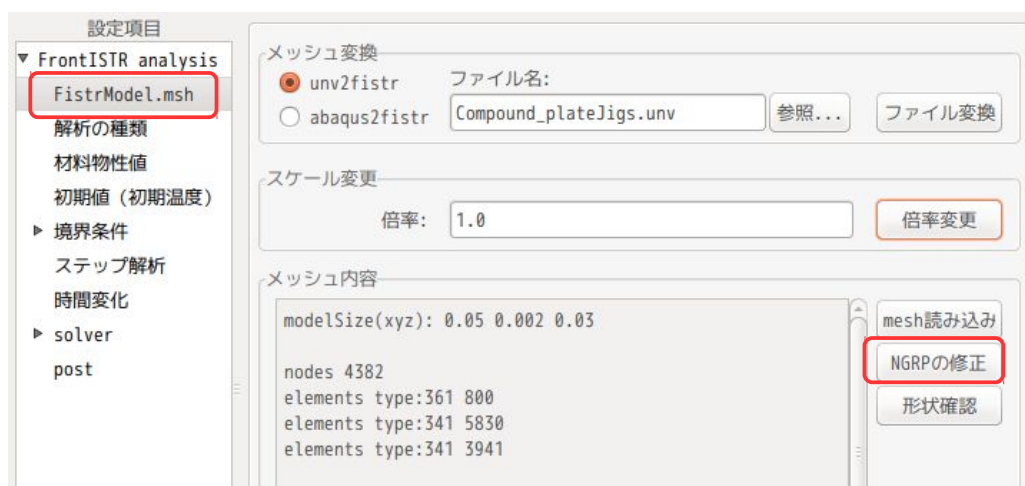 設定項目
FrontISTR analysis
FistrModel.msh
解析の種類
材料物性値
初期値（初期温度）
境界条件
ステップ解析
時間変化
solver
post
メッシュ変換
unv2fistr
ファイル名:
abaqus2fistr
Compound_plateJigs.unv
参照...
ファイル変換
スケール変更
倍率:
1.0
倍率変更
メッシュ内容
modelSize(xyz): 0.05 0.002 0.03
nodes 4382
elements type:361 800
elements type:341 5830
elements type:341 3941
mesh読み込み
NGRPの修正
形状確認